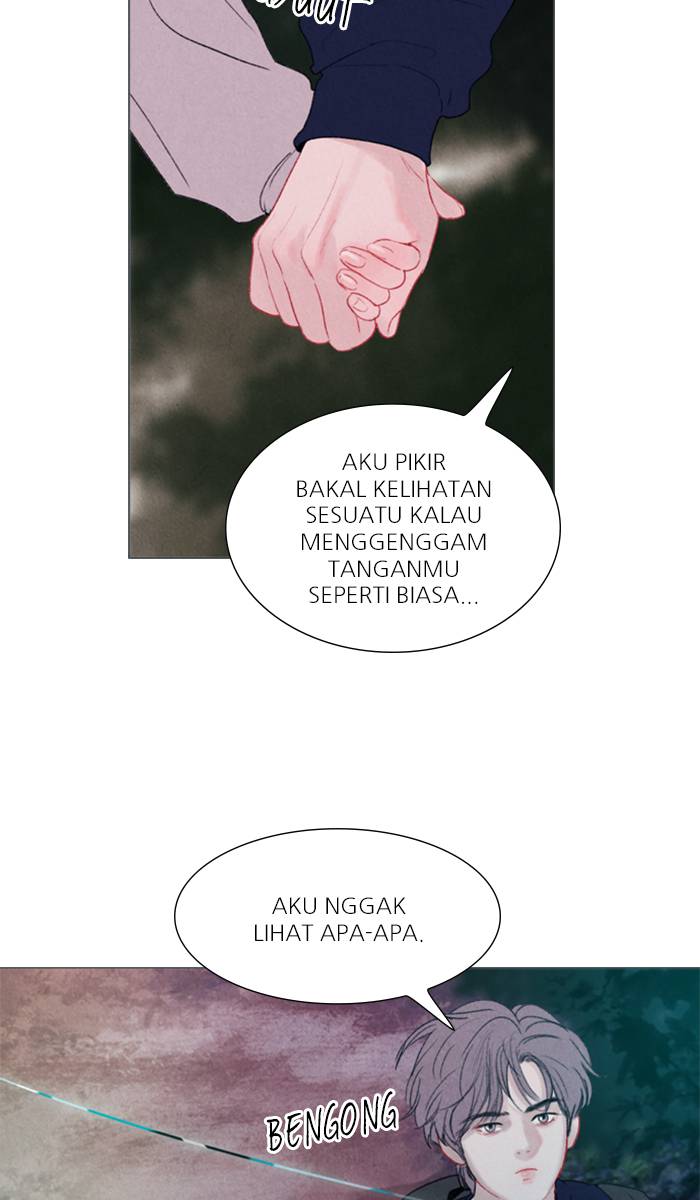 AKU PIKIR
BAKAL KELIHATAN
SESUATU KALAU
MENGGENGGAM
TANGANMU
SEPERTI BIASA...
AKU NGGAK
LIHAT APA-APA.
BENGONG